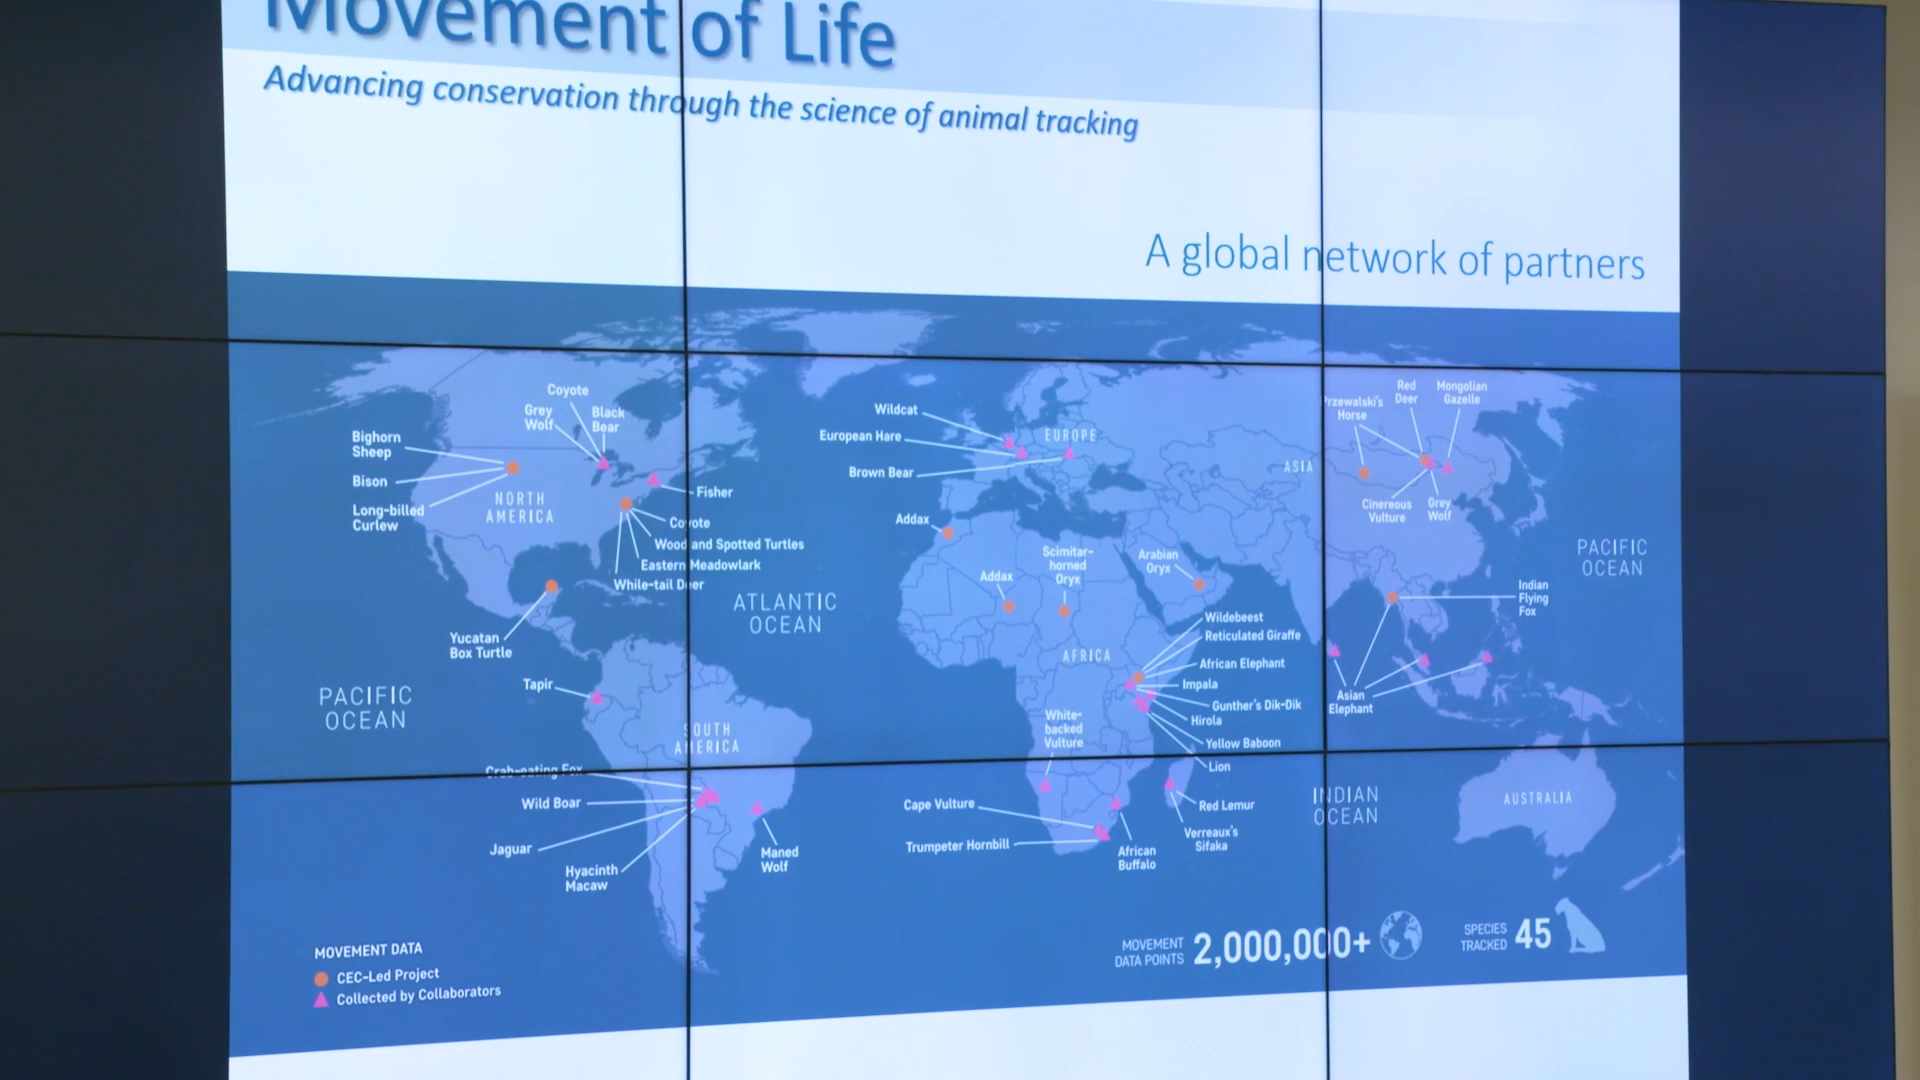 Movement of Life
Advancing conservation through the science of animal tracking
A global network of partners
Coyote
Grey
Wolf
Black
Bear
Bighorn
Sheep
Bison
Long-billed
Curlew
NORTH
AMERICA
Fisher
Coyote
Wood and Spotted Turtles
Eastern Meadowlark
While-tail Deer
Yucatan
Box Turtle
ATLANTIC
OCEAN
PACIFIC
OCEAN
Tapir
SOUTH
AMERICA
Crab-eating Fox
Wild Boar
Jaguar
Hyacinth
Macaw
Maned
Wolf
Wildcat
European Hare
Brown Bear
EUROPE
Addax
Addax
Scimitar-
horned
Oryx
Arabian
Oryx
AFRICA
Wildebeest
Reticulated Giraffe
African Elephant
Impala
Gunther's Dik-Dik
Hirola
Yellow Baboon
Lion
White-
backed
Vulture
Cape Vulture
Trumpeter Hornbill
African
Buffalo
Red Lemur
Verreaux's
Sifaka
ASIA
Przewalski's
Horse
Red
Deer
Mongolian
Gazelle
Cinereous
Vulture
Grey
Wolf
PACIFIC
OCEAN
Indian
Flying
Fox
Asian
Elephant
INDIAN
OCEAN
AUSTRALIA
MOVEMENT DATA
CEC-Led Project
Collected by Collaborators
MOVEMENT
DATA POINTS
2,000,000+
SPECIES
TRACKED
45